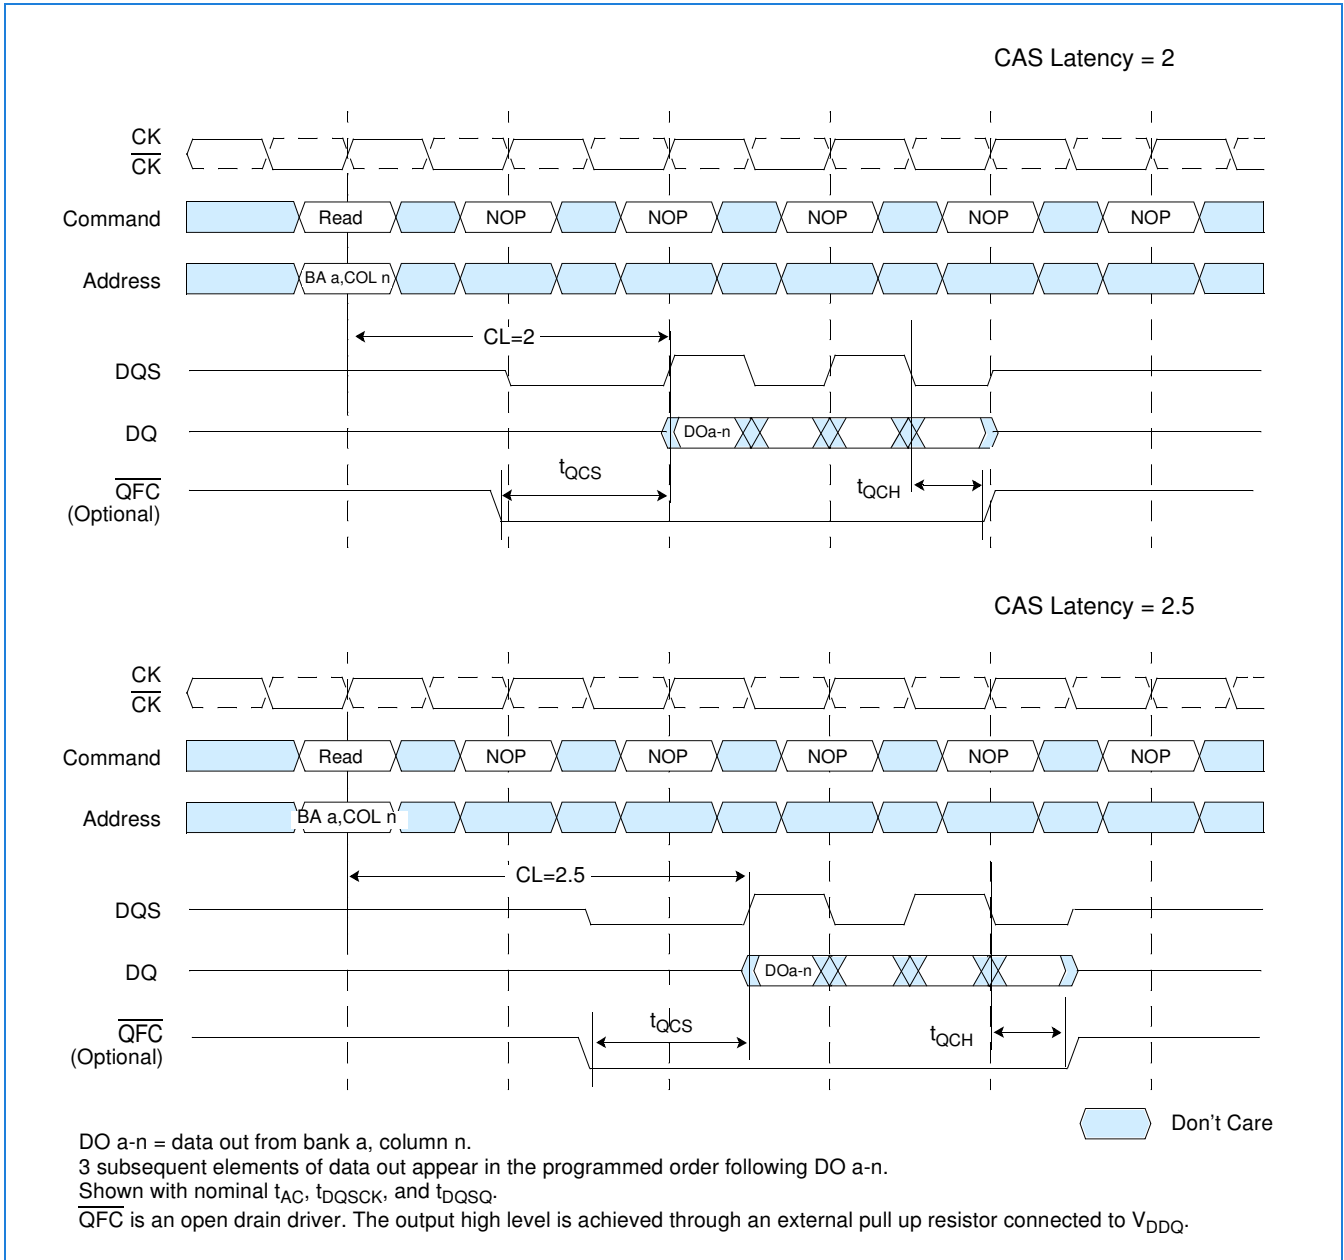 CAS Latency = 2
CK
CK
Command Read NOP NOP NOP NOP NOP
Address BA a,COL n
CL=2
DQS
DQ DOa-n
tQCS
tQCH
QFC
(Optional)
CAS Latency = 2.5
CK
CK
Command Read NOP NOP NOP NOP NOP
Address BA a,COL n
CL=2.5
DQS
DQ DOa-n
tQCS
tQCH
QFC
(Optional)
Don't Care
DO a-n = data out from bank a, column n.
3 subsequent elements of data out appear in the programmed order following DO a-n.
Shown with nominal tAC, tDQSCK, and tDQSQ.
QFC is an open drain driver. The output high level is achieved through an external pull up resistor connected to VDDQ.